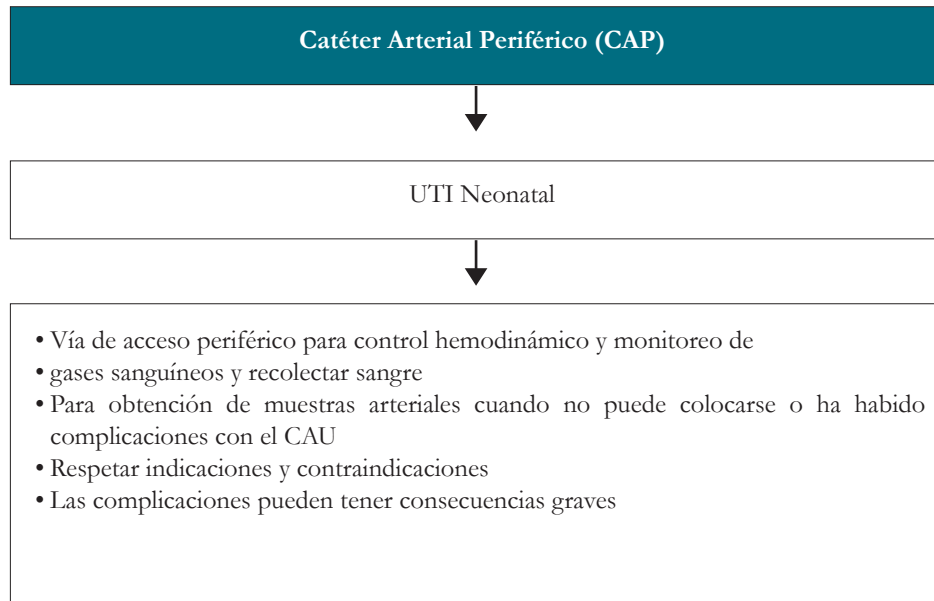 Catéter Arterial Periférico (CAP)
UTI Neonatal
• Vía de acceso periférico para control hemodinámico y monitoreo de
• gases sanguíneos y recolectar sangre
• Para obtención de muestras arteriales cuando no puede colocarse o ha habido
complicaciones con el CAU
• Respetar indicaciones y contraindicaciones
• Las complicaciones pueden tener consecuencias graves